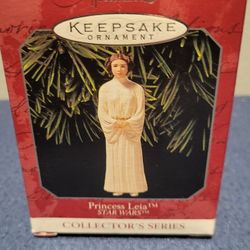 KEEPSAKE
ORNAMENT
Princess Leia™
STAR WARS™
COLLECTOR'S SERIES